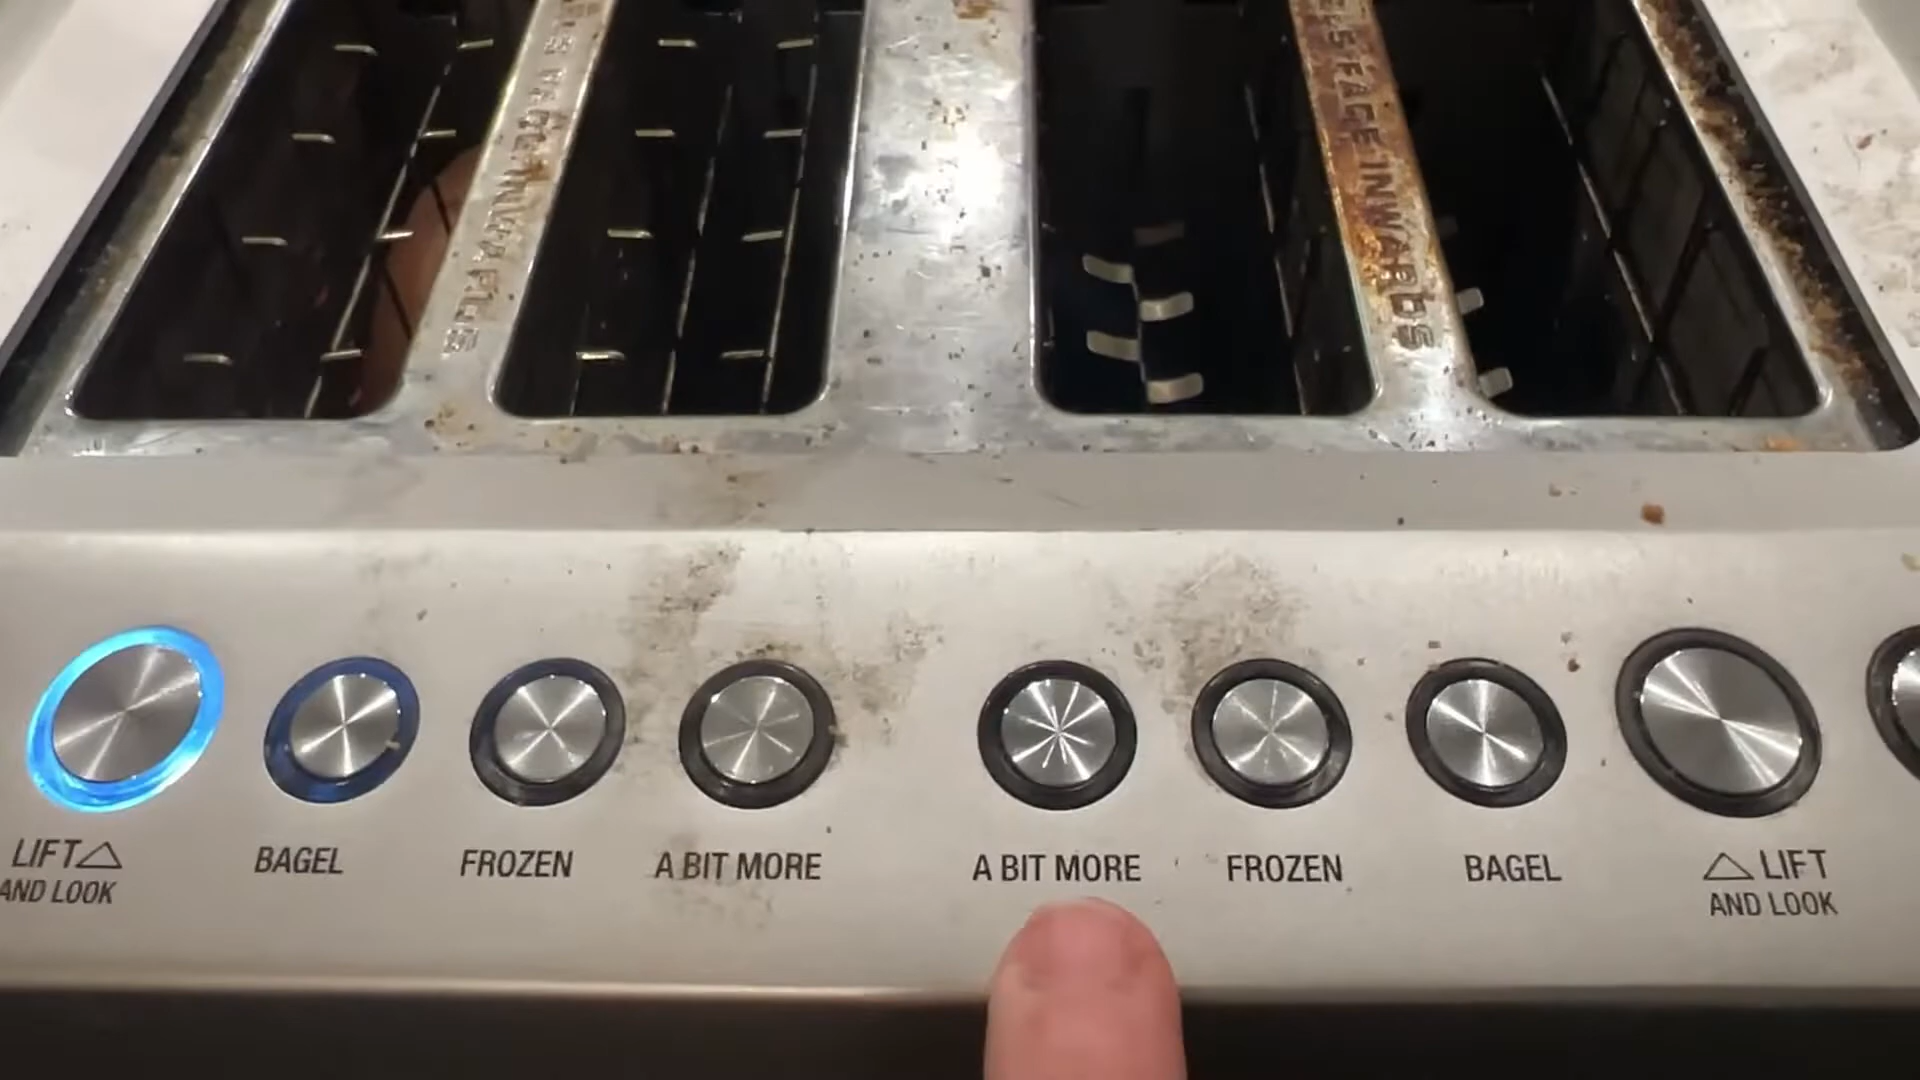 FACE INWARDS
LIFT△
AND LOOK
BAGEL
FROZEN
A BIT MORE
A BIT MORE
FROZEN
BAGEL
△ LIFT
AND LOOK